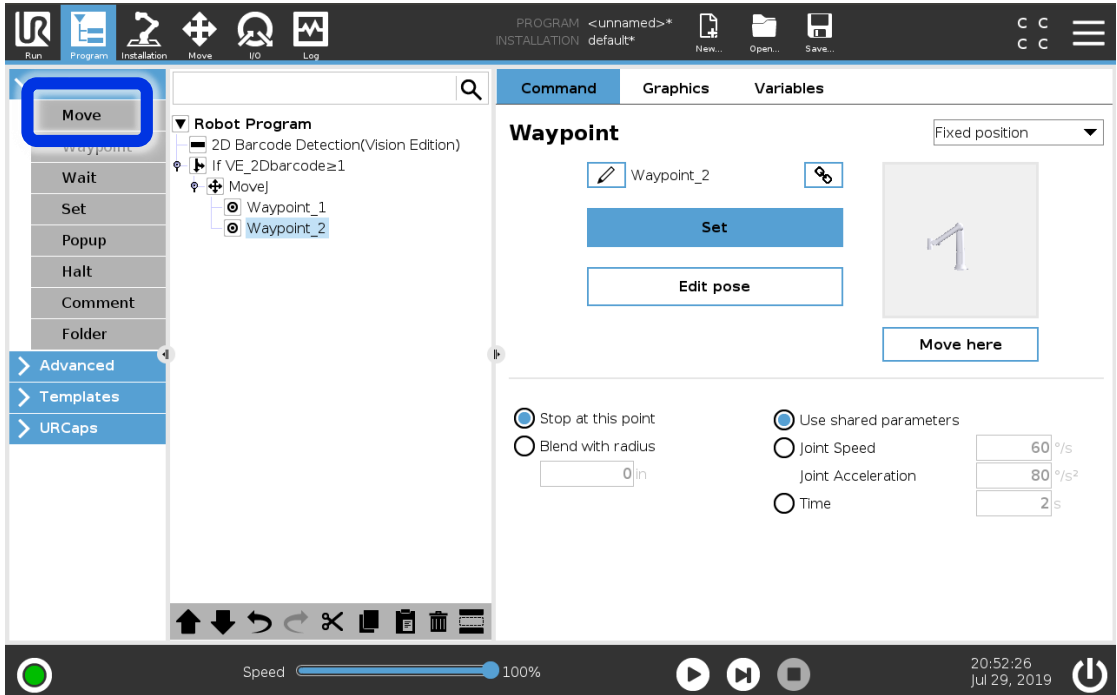 PROGRAM <unnamed>*
INSTALLATION default*
UR
Run
Program
Installation
Move
I/O
Log
New...
Open...
Save...
C C
C C
Move
Waypoint
Wait
Set
Popup
Halt
Comment
Folder
Advanced
Templates
URCaps
Robot Program
2D Barcode Detection(Vision Edition)
If VE_2Dbarcode≥1
MoveJ
Waypoint_1
Waypoint_2
Command
Graphics
Variables
Waypoint
Fixed position
Waypoint_2
Set
Edit pose
Move here
Stop at this point
Blend with radius
0 in
Use shared parameters
Joint Speed 60 °/s
Joint Acceleration 80 °/s²
Time 2 s
Speed 100%
20:52:26
Jul 29, 2019